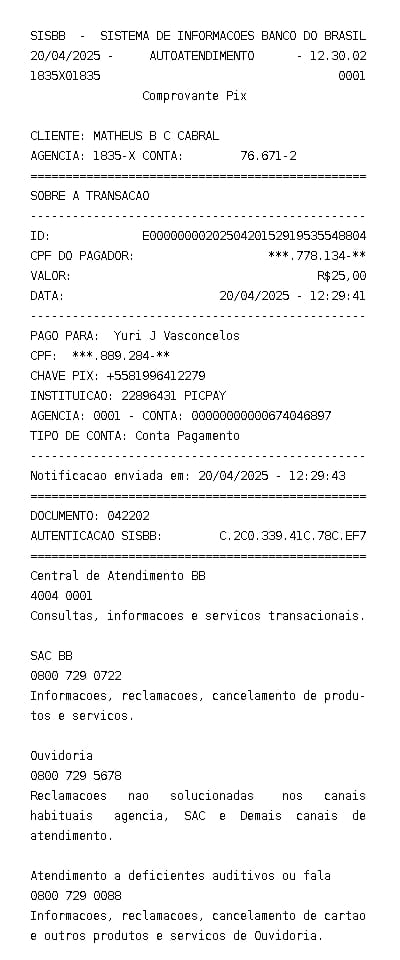 SISBB - SISTEMA DE INFORMACOES BANCO DO BRASIL
20/04/2025 - AUTOATENDIMENTO - 12.30.02
1835X01835 0001
Comprovante Pix
CLIENTE: MATHEUS B C CABRAL
AGENCIA: 1835-X CONTA: 76.671-2
================================================
SOBRE A TRANSACAO
------------------------------------------------
ID: E00000000202504201529195355​48804
CPF DO PAGADOR: ***.778.134-**
VALOR: R$25,00
DATA: 20/04/2025 - 12:29:41
------------------------------------------------
PAGO PARA: Yuri J Vasconcelos
CPF: ***.889.284-**
CHAVE PIX: +5581996412279
INSTITUICAO: 22896431 PICPAY
AGENCIA: 0001 - CONTA: 00000000000674046897
TIPO DE CONTA: Conta Pagamento
------------------------------------------------
Notificacao enviada em: 20/04/2025 - 12:29:43
================================================
DOCUMENTO: 042202
AUTENTICACAO SISBB: C.2C0.339.41C.78C.EF7
================================================
Central de Atendimento BB
4004 0001
Consultas, informacoes e servicos transacionais.
SAC BB
0800 729 0722
Informacoes, reclamacoes, cancelamento de produ-
tos e servicos.
Ouvidoria
0800 729 5678
Reclamacoes nao solucionadas nos canais
habituais agencia, SAC e Demais canais de
atendimento.
Atendimento a deficientes auditivos ou fala
0800 729 0088
Informacoes, reclamacoes, cancelamento de cartao
e outros produtos e servicos de Ouvidoria.